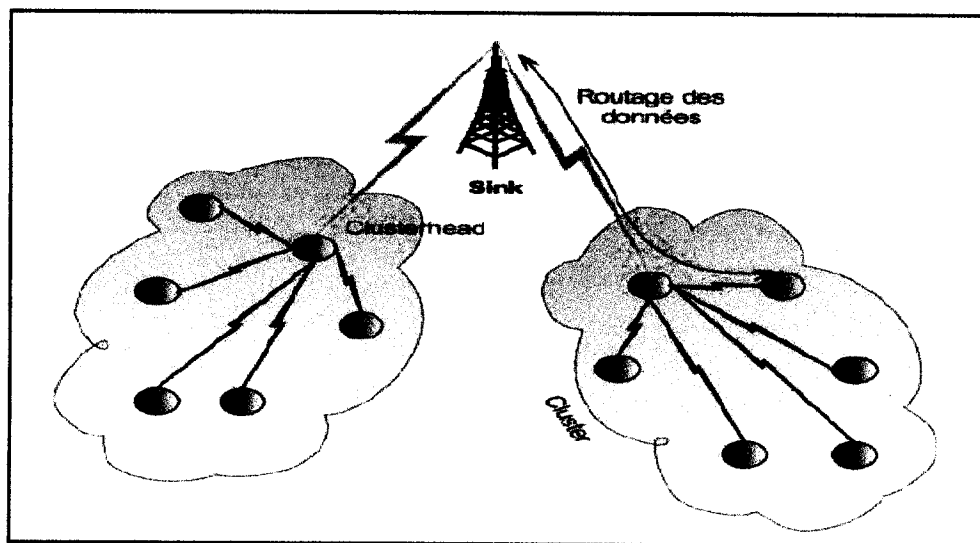 Routage des
données
Sink
Clusterhead
Cluster